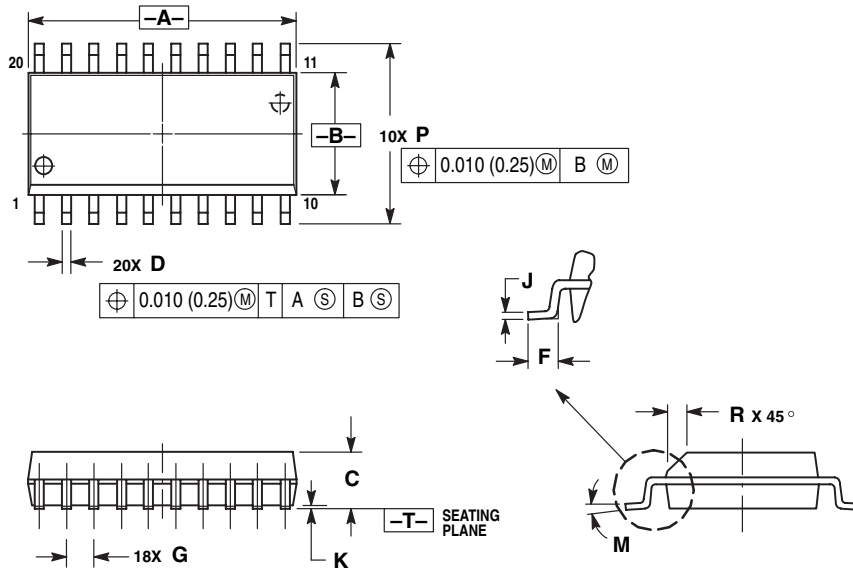 –A–
20
11
–B–
10X P
⌖ 0.010 (0.25) Ⓜ B Ⓜ
1
10
20X D
⌖ 0.010 (0.25) Ⓜ T A Ⓢ B Ⓢ
J
F
R X 45°
C
–T– SEATING
PLANE
K
18X G
M